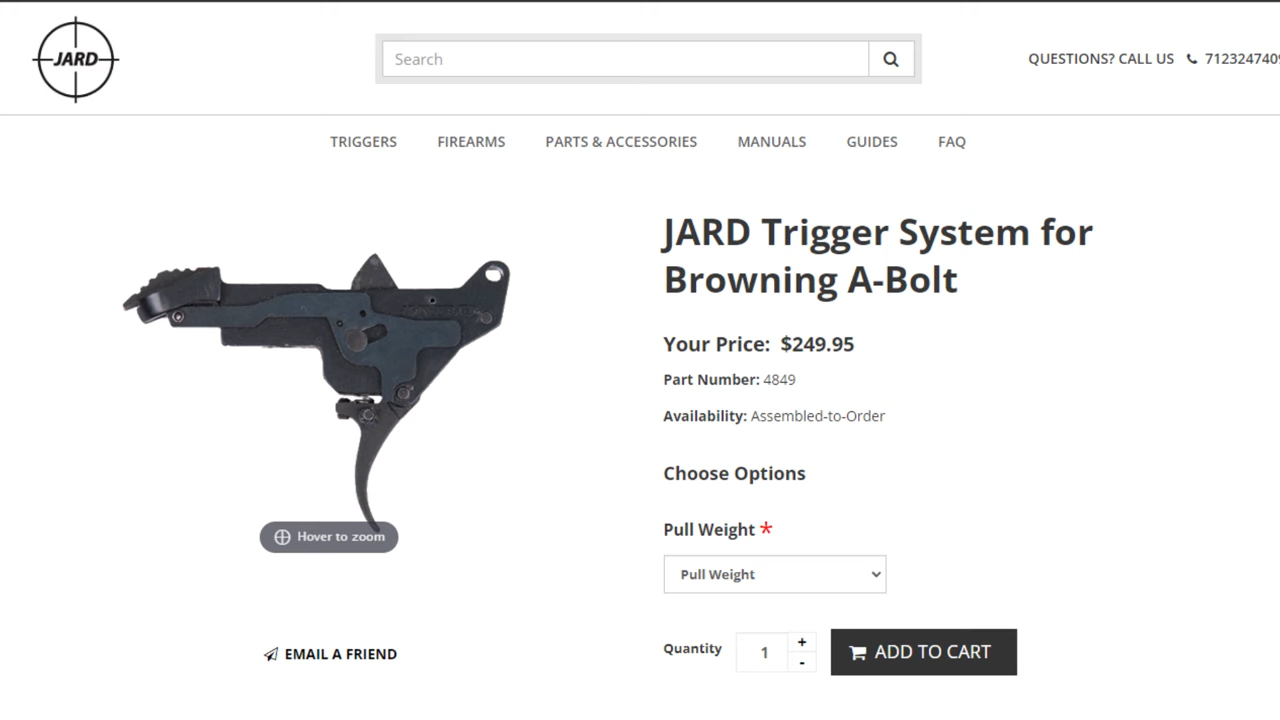 JARD
Search
QUESTIONS? CALL US 712324740
TRIGGERS FIREARMS PARTS & ACCESSORIES MANUALS GUIDES FAQ
JARD Trigger System for
Browning A-Bolt
Your Price: $249.95
Part Number: 4849
Availability: Assembled-to-Order
Choose Options
Pull Weight *
Pull Weight
Hover to zoom
EMAIL A FRIEND
Quantity 1 + - ADD TO CART